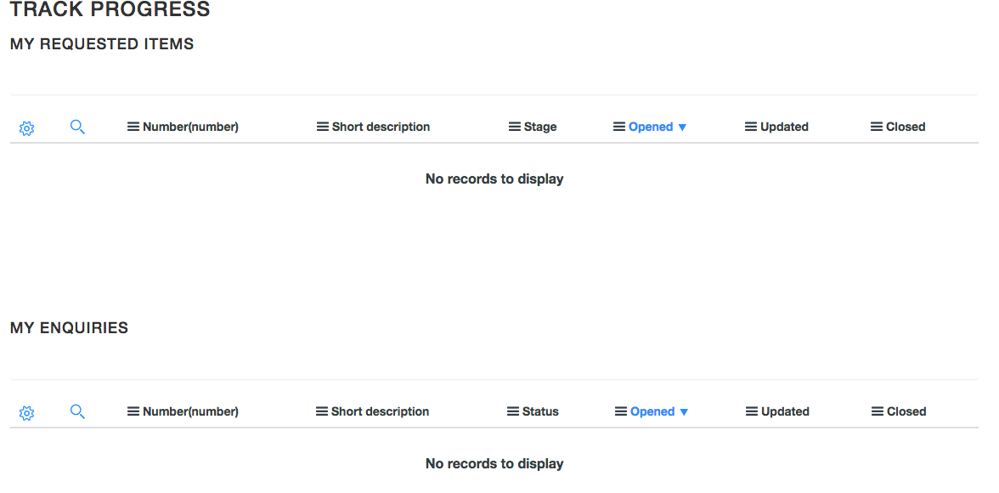 TRACK PROGRESS
MY REQUESTED ITEMS
Number(number) Short description Stage Opened ▼ Updated Closed
No records to display
MY ENQUIRIES
Number(number) Short description Status Opened ▼ Updated Closed
No records to display